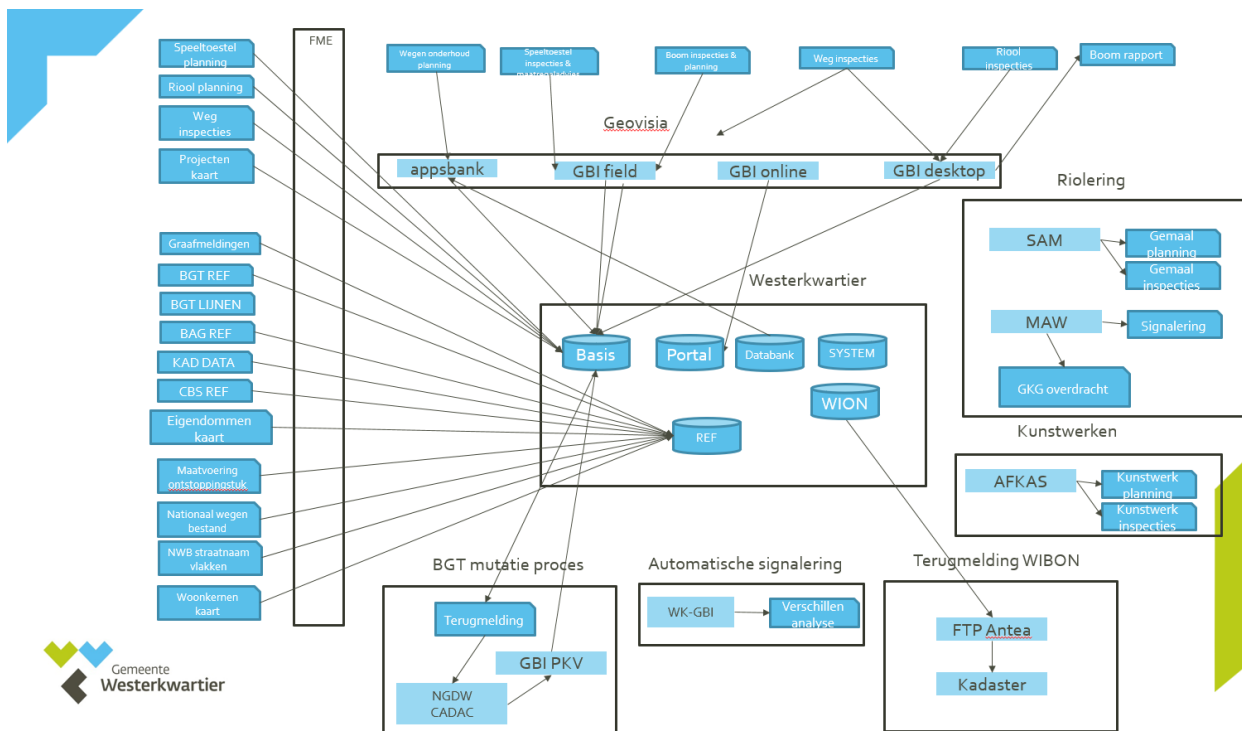 Speeltoestel
planning
Riool planning
Weg
inspecties
Projecten
kaart
Graafmeldingen
BGT REF
BGT LIJNEN
BAG REF
KAD DATA
CBS REF
Eigendommen
kaart
Maatvoering
ontstoppingstuk
Nationaal wegen
bestand
NWB straatnaam
vlakken
Woonkernen
kaart
FME
Wegen onderhoud
planning
Speeltoestel
inspecties &
maatregeladvies
Boom inspecties &
planning
Weg inspecties
Riool
inspecties
Boom rapport
Geovisia
appsbank
GBI field
GBI online
GBI desktop
Westerkwartier
Basis
Portal
Databank
SYSTEM
WION
REF
Riolering
SAM
Gemaal
planning
Gemaal
inspecties
MAW
Signalering
GKG overdracht
Kunstwerken
AFKAS
Kunstwerk
planning
Kunstwerk
inspecties
BGT mutatie proces
Terugmelding
GBI PKV
NGDW
CADAC
Automatische signalering
WK-GBI
Verschillen
analyse
Terugmelding WIBON
FTP Antea
Kadaster
Gemeente
Westerkwartier